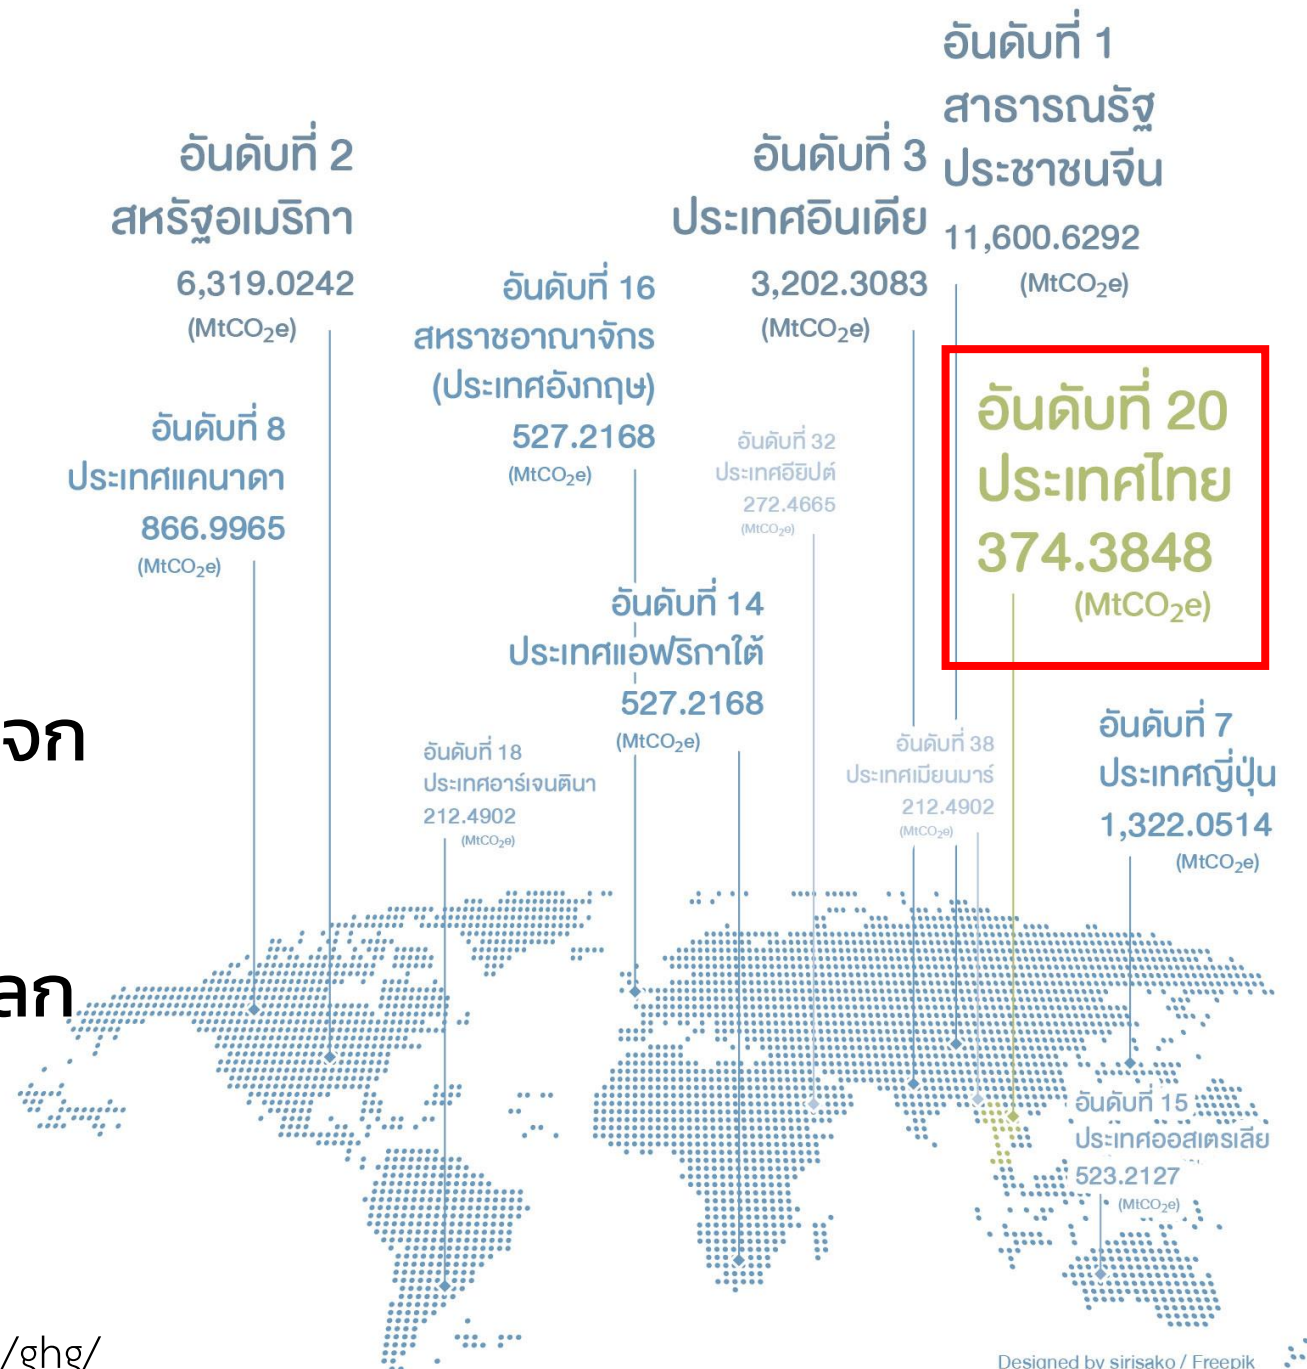 อันดับที่ 1
สาธารณรัฐ
ประชาชนจีน
11,600.6292
(MtCO₂e)
อันดับที่ 2
สหรัฐอเมริกา
6,319.0242
(MtCO₂e)
อันดับที่ 3
ประเทศอินเดีย
3,202.3083
(MtCO₂e)
อันดับที่ 16
สหราชอาณาจักร
(ประเทศอังกฤษ)
527.2168
(MtCO₂e)
อันดับที่ 20
ประเทศไทย
374.3848
(MtCO₂e)
อันดับที่ 8
ประเทศแคนาดา
866.9965
(MtCO₂e)
อันดับที่ 32
ประเทศอียิปต์
272.4665
(MtCO₂e)
อันดับที่ 14
ประเทศแอฟริกาใต้
527.2168
(MtCO₂e)
จก
อันดับที่ 18
ประเทศอาร์เจนตินา
212.4902
(MtCO₂e)
อันดับที่ 38
ประเทศเมียนมาร์
212.4902
(MtCO₂e)
อันดับที่ 7
ประเทศญี่ปุ่น
1,322.0514
(MtCO₂e)
ลก
อันดับที่ 15
ประเทศออสเตรเลีย
523.2127
(MtCO₂e)
/ghg/
Designed by sirisako / Freepik